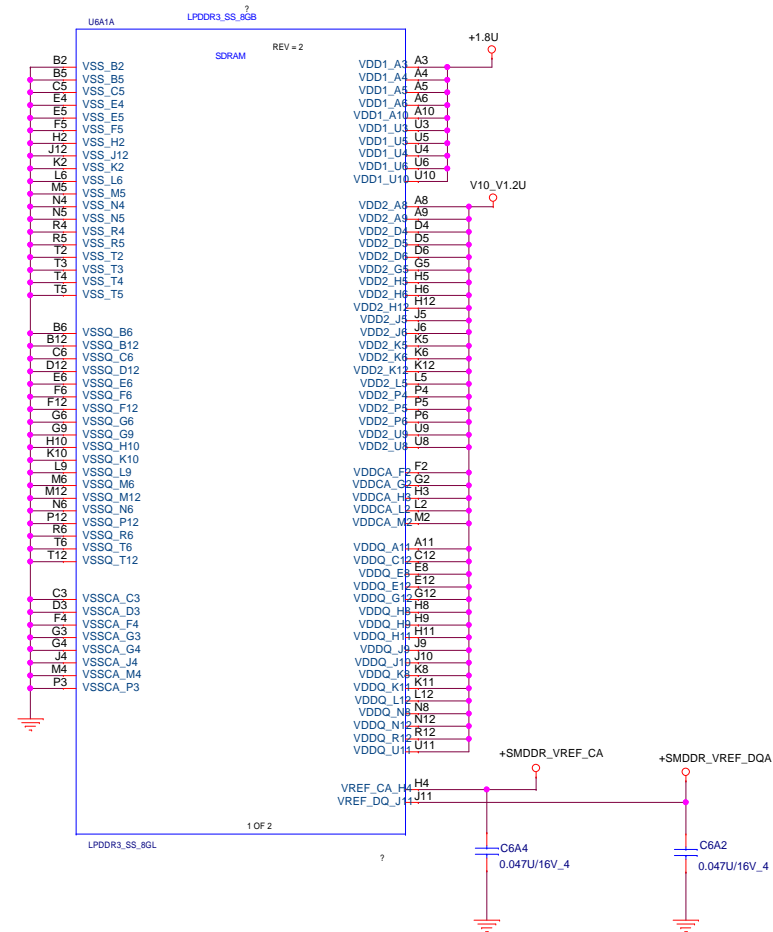 ?
U6A1A
LPDDR3_SS_8GB
SDRAM
REV = 2
+1.8U
B2 VSS_B2
B5 VSS_B5
C5 VSS_C5
E4 VSS_E4
E5 VSS_E5
F5 VSS_F5
H2 VSS_H2
J12 VSS_J12
K2 VSS_K2
L6 VSS_L6
M5 VSS_M5
N4 VSS_N4
N5 VSS_N5
R4 VSS_R4
R5 VSS_R5
T2 VSS_T2
T3 VSS_T3
T4 VSS_T4
T5 VSS_T5
B6 VSSQ_B6
B12 VSSQ_B12
C6 VSSQ_C6
D12 VSSQ_D12
E6 VSSQ_E6
F6 VSSQ_F6
F12 VSSQ_F12
G6 VSSQ_G6
G9 VSSQ_G9
H10 VSSQ_H10
K10 VSSQ_K10
L9 VSSQ_L9
M6 VSSQ_M6
M12 VSSQ_M12
N6 VSSQ_N6
P12 VSSQ_P12
R6 VSSQ_R6
T6 VSSQ_T6
T12 VSSQ_T12
C3 VSSCA_C3
D3 VSSCA_D3
F4 VSSCA_F4
G3 VSSCA_G3
G4 VSSCA_G4
J4 VSSCA_J4
M4 VSSCA_M4
P3 VSSCA_P3
VDD1_A3 A3
VDD1_A4 A4
VDD1_A5 A5
VDD1_A6 A6
VDD1_A10 A10
VDD1_U3 U3
VDD1_U5 U5
VDD1_U4 U4
VDD1_U6 U6
VDD1_U10 U10
V10_V1.2U
VDD2_A8 A8
VDD2_A9 A9
VDD2_D4 D4
VDD2_D5 D5
VDD2_D6 D6
VDD2_G5 G5
VDD2_H5 H5
VDD2_H6 H6
VDD2_H12 H12
VDD2_J5 J5
VDD2_J6 J6
VDD2_K5 K5
VDD2_K6 K6
VDD2_K12 K12
VDD2_L5 L5
VDD2_P4 P4
VDD2_P5 P5
VDD2_P6 P6
VDD2_U9 U9
VDD2_U8 U8
VDDCA_F2 F2
VDDCA_G2 G2
VDDCA_H3 H3
VDDCA_L2 L2
VDDCA_M2 M2
VDDQ_A11 A11
VDDQ_C12 C12
VDDQ_E8 E8
VDDQ_E12 E12
VDDQ_G12 G12
VDDQ_H8 H8
VDDQ_H9 H9
VDDQ_H11 H11
VDDQ_J9 J9
VDDQ_J10 J10
VDDQ_K8 K8
VDDQ_K11 K11
VDDQ_L12 L12
VDDQ_N8 N8
VDDQ_N12 N12
VDDQ_R12 R12
VDDQ_U11 U11
+SMDDR_VREF_CA
+SMDDR_VREF_DQA
VREF_CA_H4 H4
VREF_DQ_J11 J11
1 OF 2
LPDDR3_SS_8GL
?
C6A4
0.047U/16V_4
C6A2
0.047U/16V_4